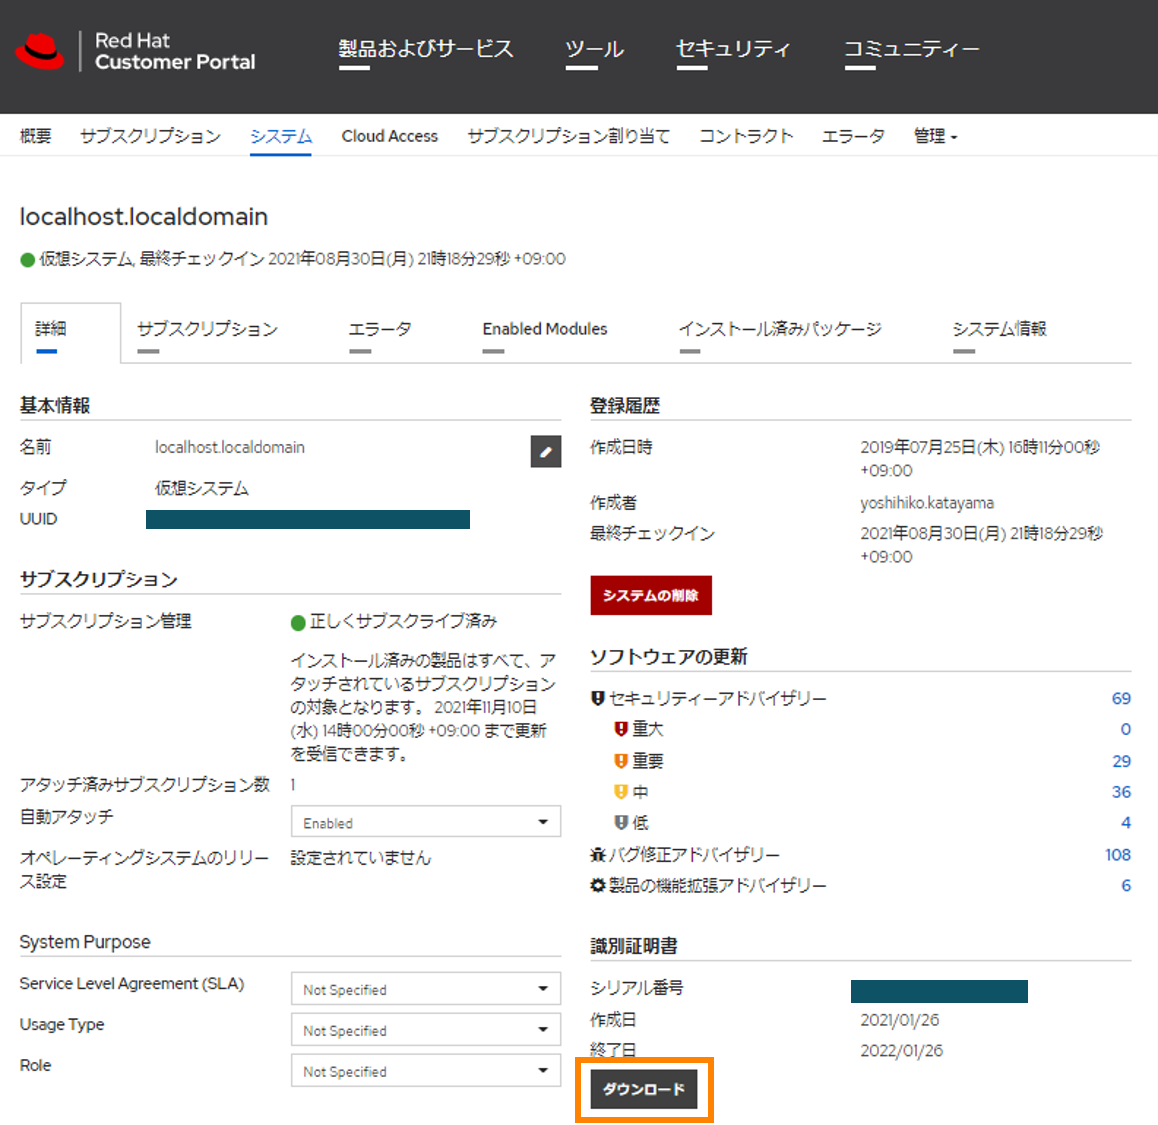 Red Hat
Customer Portal
製品およびサービス
ツール
セキュリティ
コミュニティー
概要
サブスクリプション
システム
Cloud Access
サブスクリプション割り当て
コントラクト
エラータ
管理
localhost.localdomain
仮想システム, 最終チェックイン 2021年08月30日(月) 21時18分29秒 +09:00
詳細
サブスクリプション
エラータ
Enabled Modules
インストール済みパッケージ
システム情報
基本情報
名前
localhost.localdomain
タイプ
仮想システム
UUID
サブスクリプション
サブスクリプション管理
正しくサブスクライブ済み
インストール済みの製品はすべて、ア
タッチされているサブスクリプション
の対象となります。 2021年11月10日
(水) 14時00分00秒 +09:00 まで更新
を受信できます。
アタッチ済みサブスクリプション数
1
自動アタッチ
Enabled
オペレーティングシステムのリリー
ス設定
設定されていません
System Purpose
Service Level Agreement (SLA)
Not Specified
Usage Type
Not Specified
Role
Not Specified
登録履歴
作成日時
2019年07月25日(木) 16時11分00秒
+09:00
作成者
yoshihiko.katayama
最終チェックイン
2021年08月30日(月) 21時18分29秒
+09:00
システムの削除
ソフトウェアの更新
セキュリティーアドバイザリー
69
重大
0
重要
29
中
36
低
4
バグ修正アドバイザリー
108
製品の機能拡張アドバイザリー
6
識別証明書
シリアル番号
作成日
2021/01/26
終了日
2022/01/26
ダウンロード